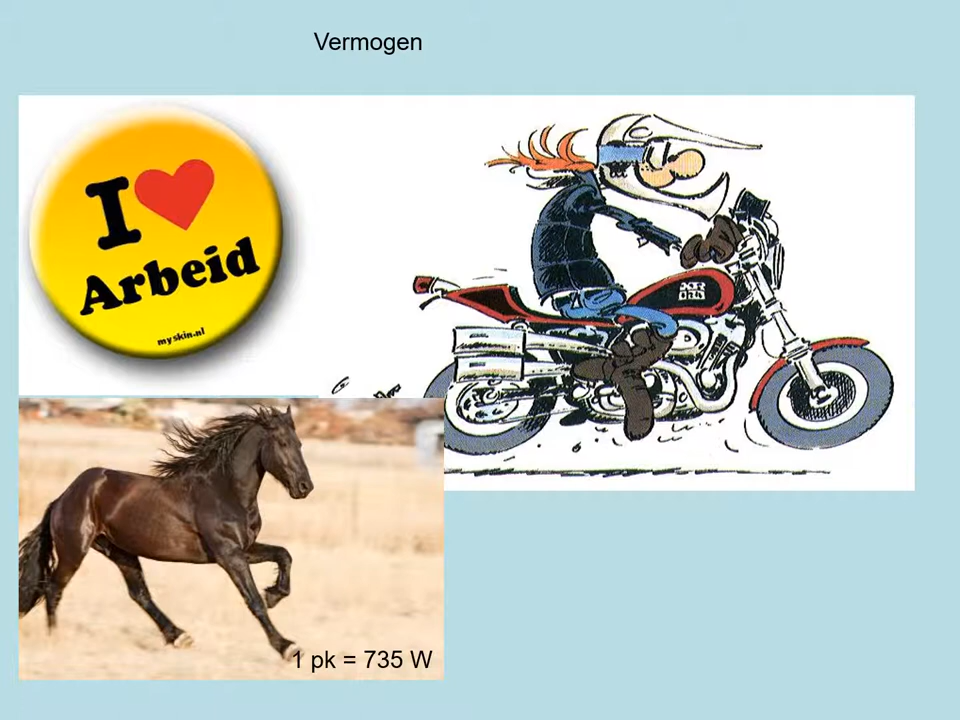 Vermogen
I
Arbeid
myskin.nl
1 pk = 735 W